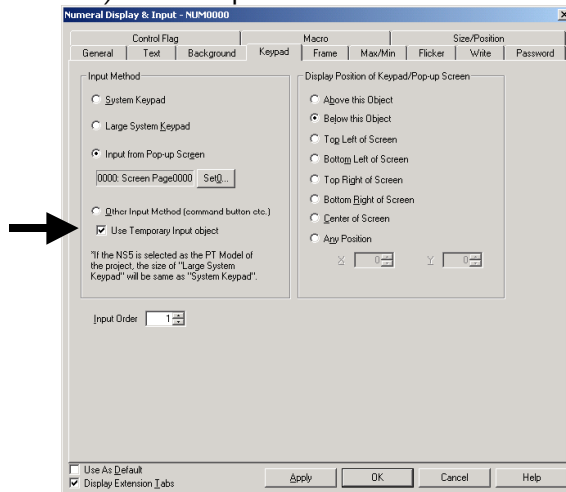 Numeral Display & Input - NUM0000
Control Flag Macro Size/Position
General Text Background Keypad Frame Max/Min Flicker Write Password
Input Method
System Keypad
Large System Keypad
Input from Pop-up Screen
0000: Screen Page0000 Set0...
Other Input Method (command button etc.)
Use Temporary Input object
"If the NS5 is selected as the PT Model of
the project, the size of "Large System
Keypad" will be same as "System Keypad".
Display Position of Keypad/Pop-up Screen
Above this Object
Below this Object
Top Left of Screen
Bottom Left of Screen
Top Right of Screen
Bottom Right of Screen
Center of Screen
Any Position
X 0 Y 0
Input Order 1
Use As Default
Display Extension Tabs
Apply OK Cancel Help